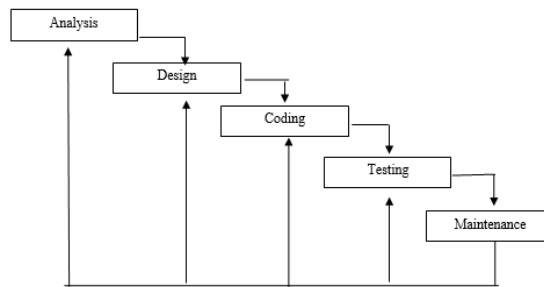 Analysis
Design
Coding
Testing
Maintenance